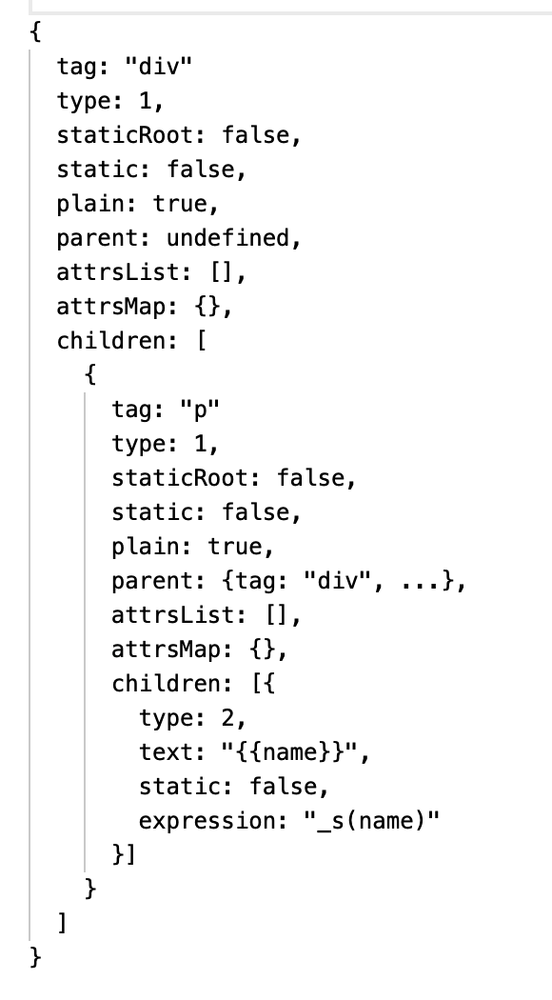 {
  tag: "div"
  type: 1,
  staticRoot: false,
  static: false,
  plain: true,
  parent: undefined,
  attrsList: [],
  attrsMap: {},
  children: [
    {
      tag: "p"
      type: 1,
      staticRoot: false,
      static: false,
      plain: true,
      parent: {tag: "div", ...},
      attrsList: [],
      attrsMap: {},
      children: [{
        type: 2,
        text: "{{name}}",
        static: false,
        expression: "_s(name)"
      }]
    }
  ]
}